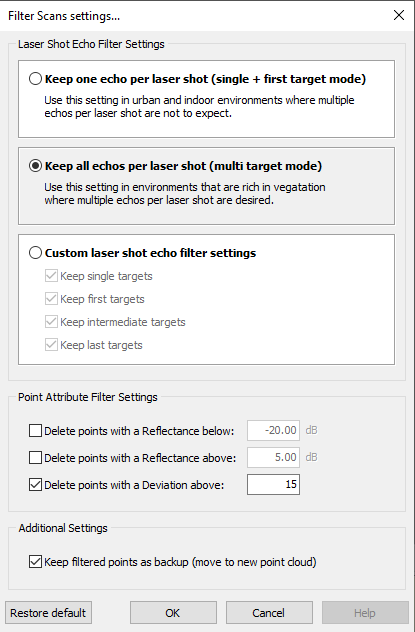 Filter Scans settings...
Laser Shot Echo Filter Settings
Keep one echo per laser shot (single + first target mode)
Use this setting in urban and indoor environments where multiple
echos per laser shot are not to expect.
Keep all echos per laser shot (multi target mode)
Use this setting in environments that are rich in vegatation
where multiple echos per laser shot are desired.
Custom laser shot echo filter settings
Keep single targets
Keep first targets
Keep intermediate targets
Keep last targets
Point Attribute Filter Settings
Delete points with a Reflectance below: -20.00 dB
Delete points with a Reflectance above: 5.00 dB
Delete points with a Deviation above: 15
Additional Settings
Keep filtered points as backup (move to new point cloud)
Restore default OK Cancel Help